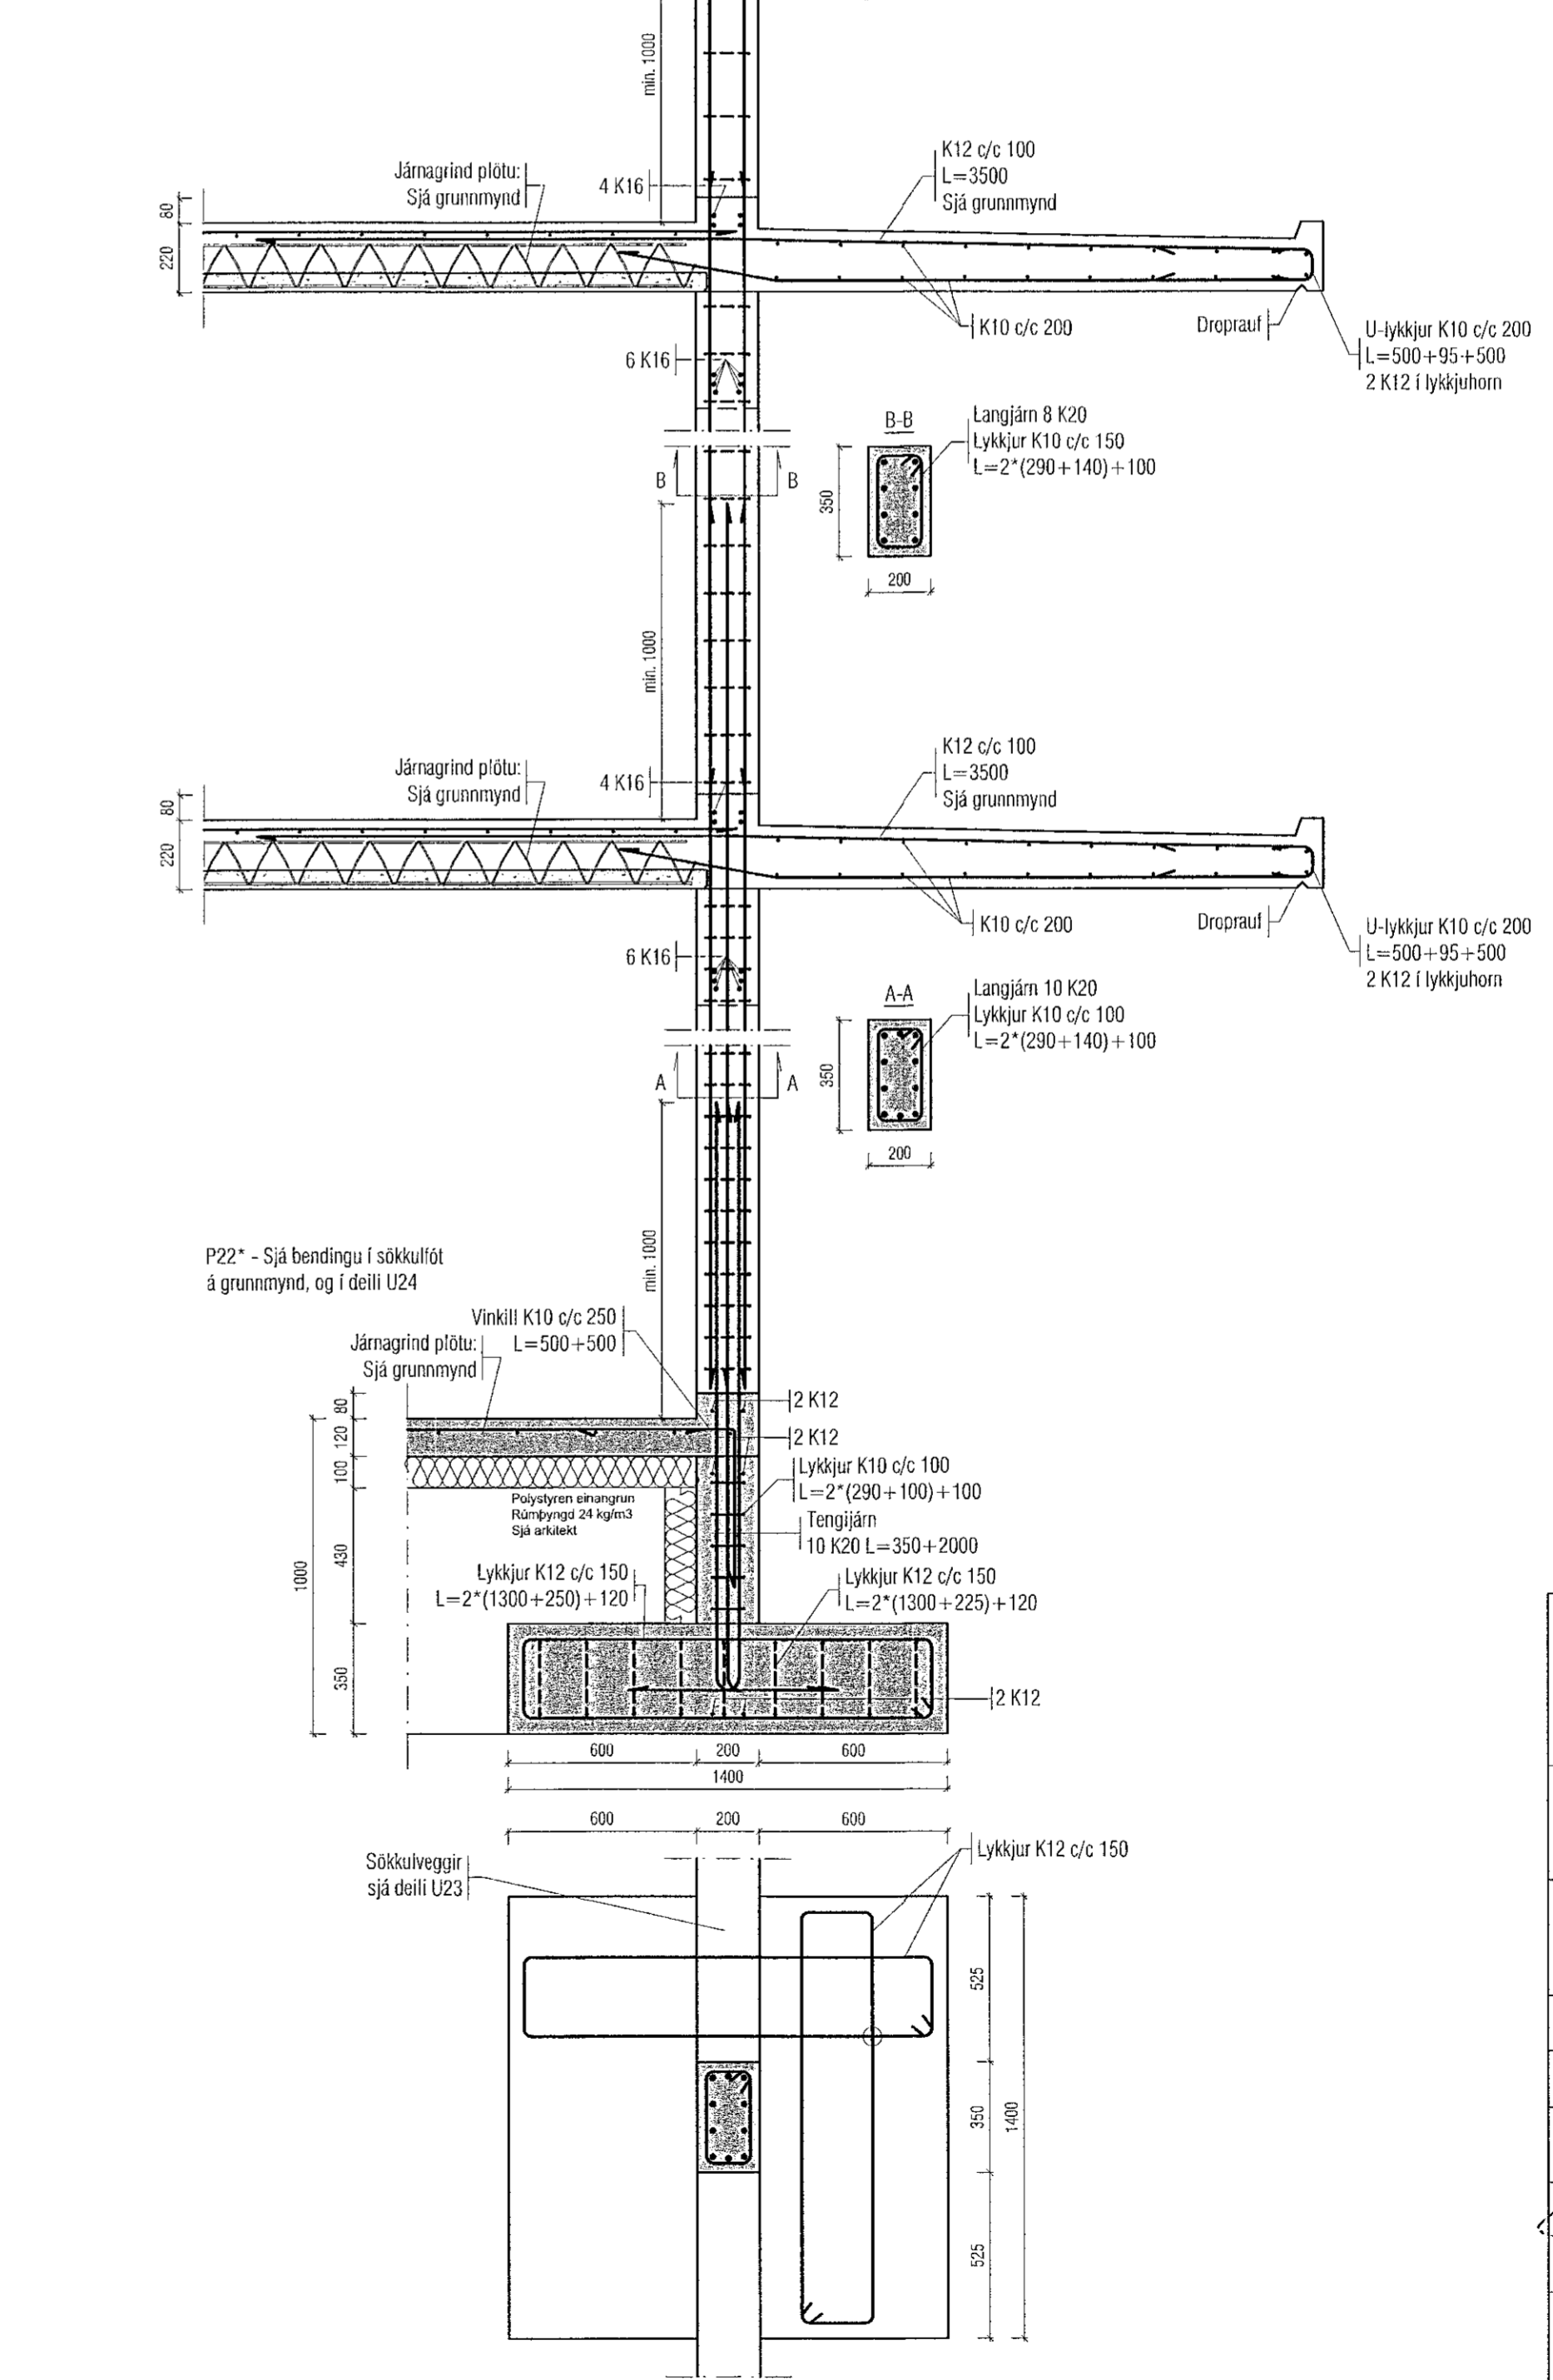 min. 1000
K12 c/c 100
L=3500
Sjá grunnmynd
Járnagrind plötu:
Sjá grunnmynd
4 K16
80
220
K10 c/c 200
Droprauf
U-lykkjur K10 c/c 200
L=500+95+500
2 K12 í lykkjuhorn
6 K16
B-B
Langjárn 8 K20
Lykkjur K10 c/c 150
L=2*(290+140)+100
B
B
350
200
min. 1000
K12 c/c 100
L=3500
Sjá grunnmynd
Járnagrind plötu:
Sjá grunnmynd
4 K16
80
220
K10 c/c 200
Droprauf
U-lykkjur K10 c/c 200
L=500+95+500
2 K12 í lykkjuhorn
6 K16
A-A
Langjárn 10 K20
Lykkjur K10 c/c 100
L=2*(290+140)+100
A
A
350
200
min. 1000
P22* - Sjá bendingu í sökkulfót
á grunnmynd, og í deili U24
Vinkill K10 c/c 250
L=500+500
Járnagrind plötu:
Sjá grunnmynd
2 K12
2 K12
80
120
100
430
350
1000
Lykkjur K10 c/c 100
L=2*(290+100)+100
Polystyren einangrun
Rúmþyngd 24 kg/m3
Sjá arkitekt
Tengijárn
10 K20 L=350+2000
Lykkjur K12 c/c 150
L=2*(1300+250)+120
Lykkjur K12 c/c 150
L=2*(1300+225)+120
2 K12
600
200
600
1400
600
200
600
Sökkulveggir
sjá deili U23
Lykkjur K12 c/c 150
525
350
1400
525